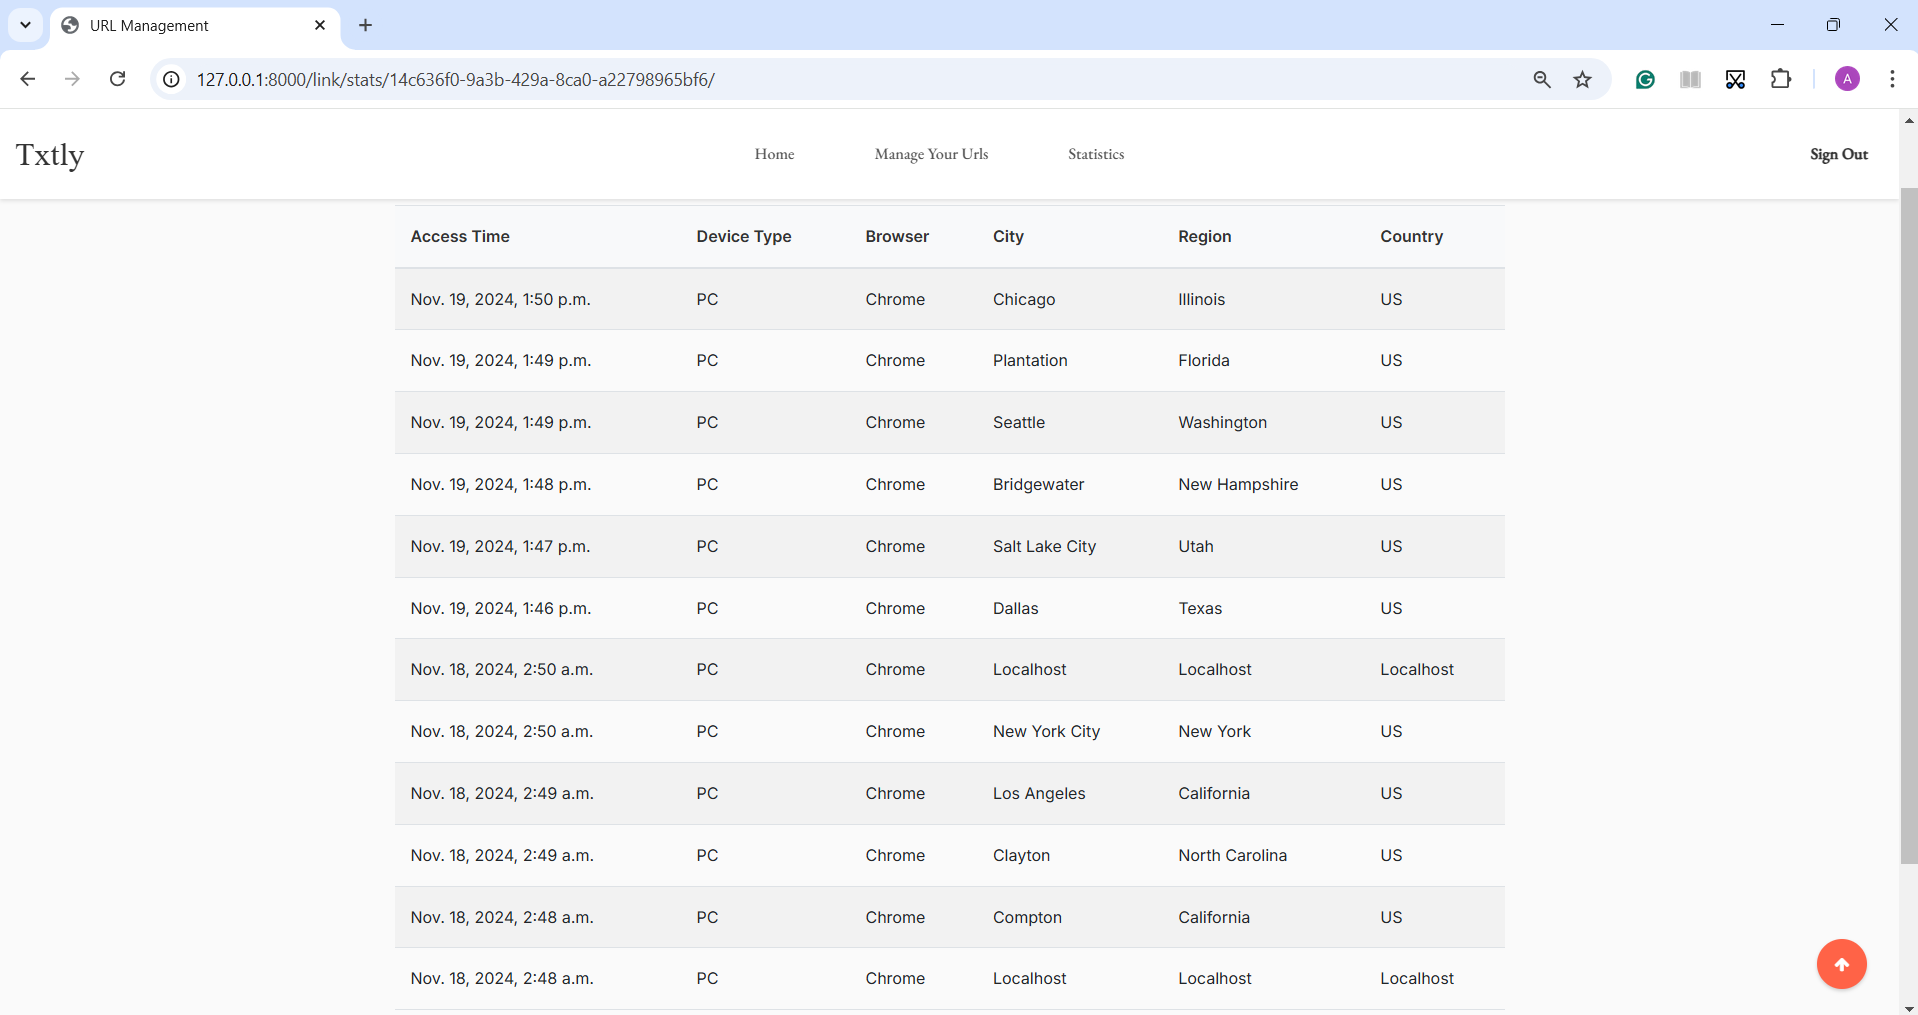 URL Management
127.0.0.1:8000/link/stats/14c636f0-9a3b-429a-8ca0-a22798965bf6/
A
Txtly Home Manage Your Urls Statistics Sign Out
Access Time Device Type Browser City Region Country
Nov. 19, 2024, 1:50 p.m. PC Chrome Chicago Illinois US
Nov. 19, 2024, 1:49 p.m. PC Chrome Plantation Florida US
Nov. 19, 2024, 1:49 p.m. PC Chrome Seattle Washington US
Nov. 19, 2024, 1:48 p.m. PC Chrome Bridgewater New Hampshire US
Nov. 19, 2024, 1:47 p.m. PC Chrome Salt Lake City Utah US
Nov. 19, 2024, 1:46 p.m. PC Chrome Dallas Texas US
Nov. 18, 2024, 2:50 a.m. PC Chrome Localhost Localhost Localhost
Nov. 18, 2024, 2:50 a.m. PC Chrome New York City New York US
Nov. 18, 2024, 2:49 a.m. PC Chrome Los Angeles California US
Nov. 18, 2024, 2:49 a.m. PC Chrome Clayton North Carolina US
Nov. 18, 2024, 2:48 a.m. PC Chrome Compton California US
Nov. 18, 2024, 2:48 a.m. PC Chrome Localhost Localhost Localhost